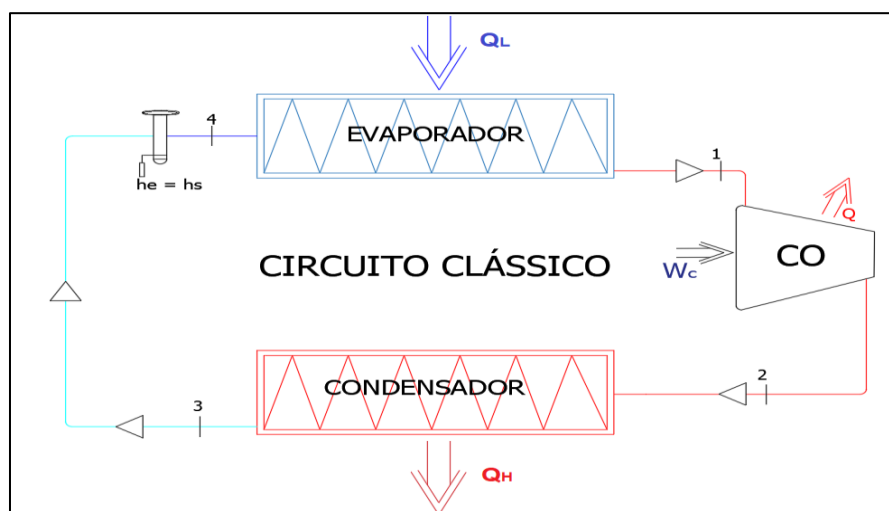 QL
4
EVAPORADOR
he = hs
1
Q
CIRCUITO CLÁSSICO
Wc
CO
CONDENSADOR
2
3
QH